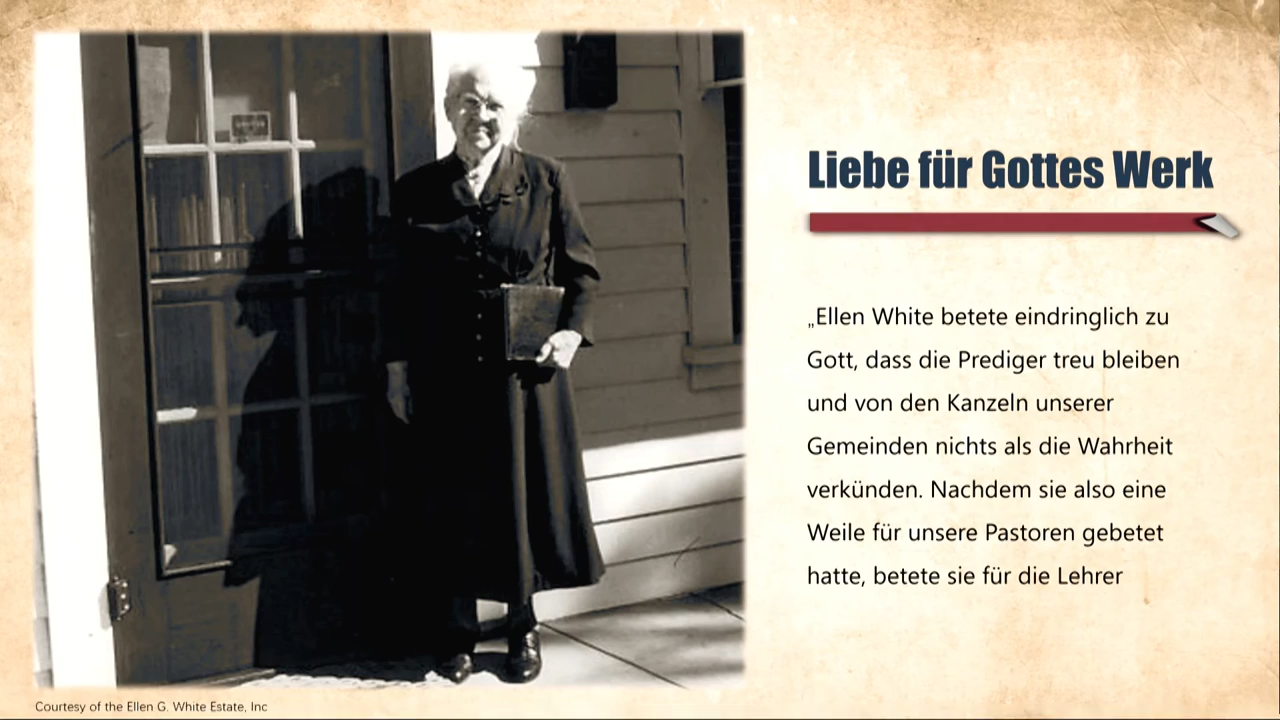 Liebe für Gottes Werk
„Ellen White betete eindringlich zu
Gott, dass die Prediger treu bleiben
und von den Kanzeln unserer
Gemeinden nichts als die Wahrheit
verkünden. Nachdem sie also eine
Weile für unsere Pastoren gebetet
hatte, betete sie für die Lehrer
Courtesy of the Ellen G. White Estate, Inc